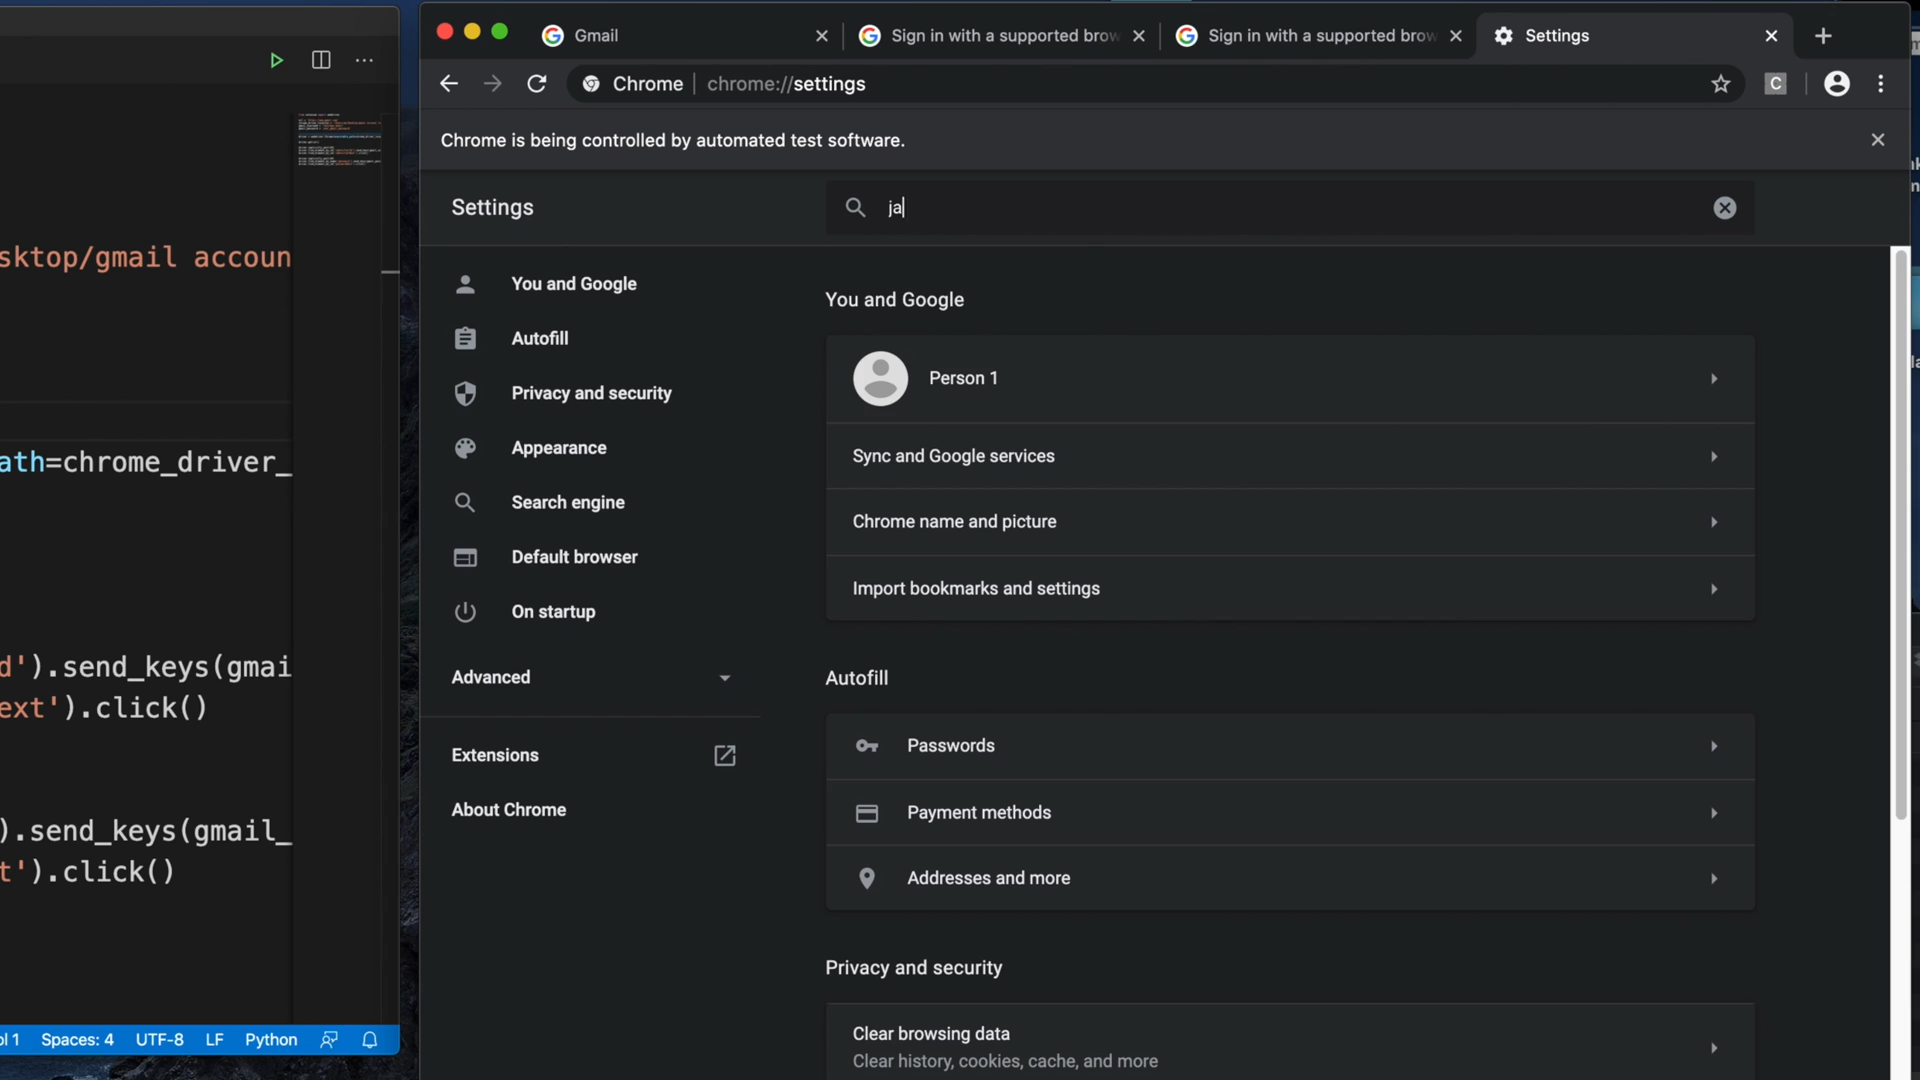 Gmail
Sign in with a supported brow
Sign in with a supported brow
Settings
Chrome
chrome://settings
C
Chrome is being controlled by automated test software.
Settings
ja
You and Google
Autofill
Privacy and security
Appearance
Search engine
Default browser
On startup
Advanced
Extensions
About Chrome
You and Google
Person 1
Sync and Google services
Chrome name and picture
Import bookmarks and settings
Autofill
Passwords
Payment methods
Addresses and more
Privacy and security
Clear browsing data
Clear history, cookies, cache, and more
sktop/gmail accoun
ath=chrome_driver_
d').send_keys(gmai
ext').click()
).send_keys(gmail_
t').click()
ol 1 Spaces: 4 UTF-8 LF Python